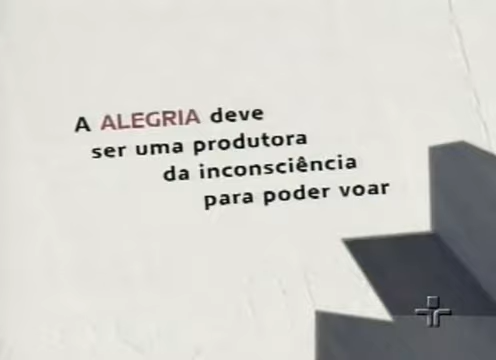 A ALEGRIA deve
ser uma produtora
da inconsciência
para poder voar